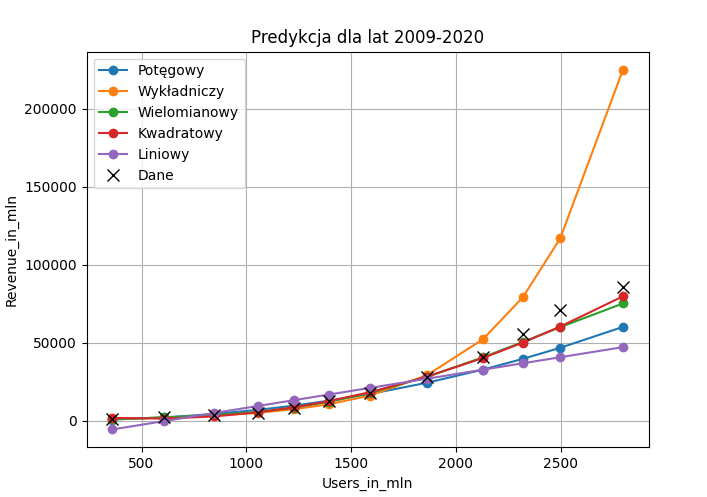 Predykcja dla lat 2009-2020
Potęgowy
Wykładniczy
Wielomianowy
Kwadratowy
Liniowy
Dane
Revenue_in_mln
200000
150000
100000
50000
0
500
1000
1500
2000
2500
Users_in_mln